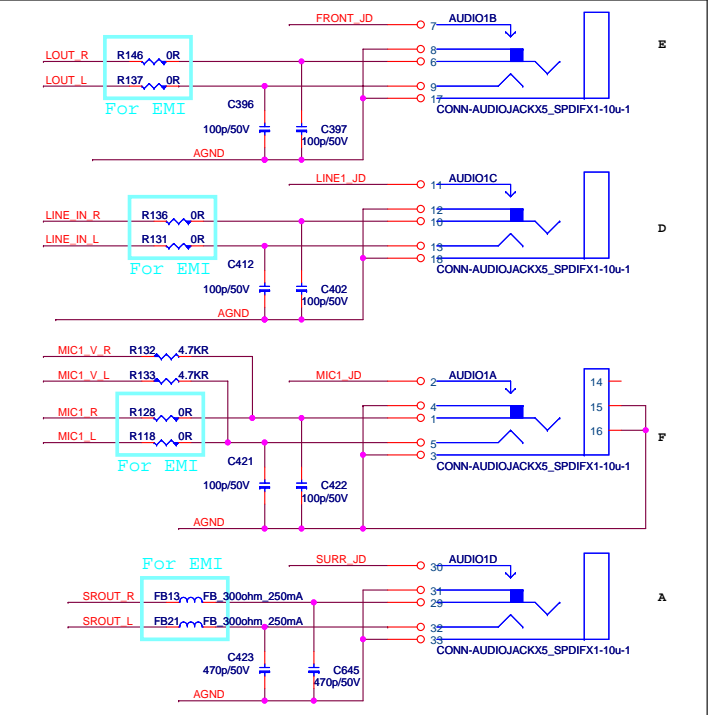 FRONT_JD 7 AUDIO1B
E
LOUT_R R146 0R 8
6
LOUT_L R137 0R 9
17
For EMI
CONN-AUDIOJACKX5_SPDIFX1-10u-1
C396
100p/50V
C397
100p/50V
AGND
LINE1_JD 11 AUDIO1C
LINE_IN_R R136 0R 12
10
D
LINE_IN_L R131 0R 13
18
For EMI
CONN-AUDIOJACKX5_SPDIFX1-10u-1
C412
100p/50V
C402
100p/50V
AGND
MIC1_V_R R132 4.7KR
MIC1_V_L R133 4.7KR
MIC1_JD 2 AUDIO1A
14
MIC1_R R128 0R 4
1
15
MIC1_L R118 0R 5
3
16
F
For EMI
CONN-AUDIOJACKX5_SPDIFX1-10u-1
C421
100p/50V
C422
100p/50V
AGND
For EMI
SURR_JD 30 AUDIO1D
SROUT_R FB13 FB_300ohm_250mA 31
29
A
SROUT_L FB21 FB_300ohm_250mA 32
33
CONN-AUDIOJACKX5_SPDIFX1-10u-1
C423
470p/50V
C645
470p/50V
AGND